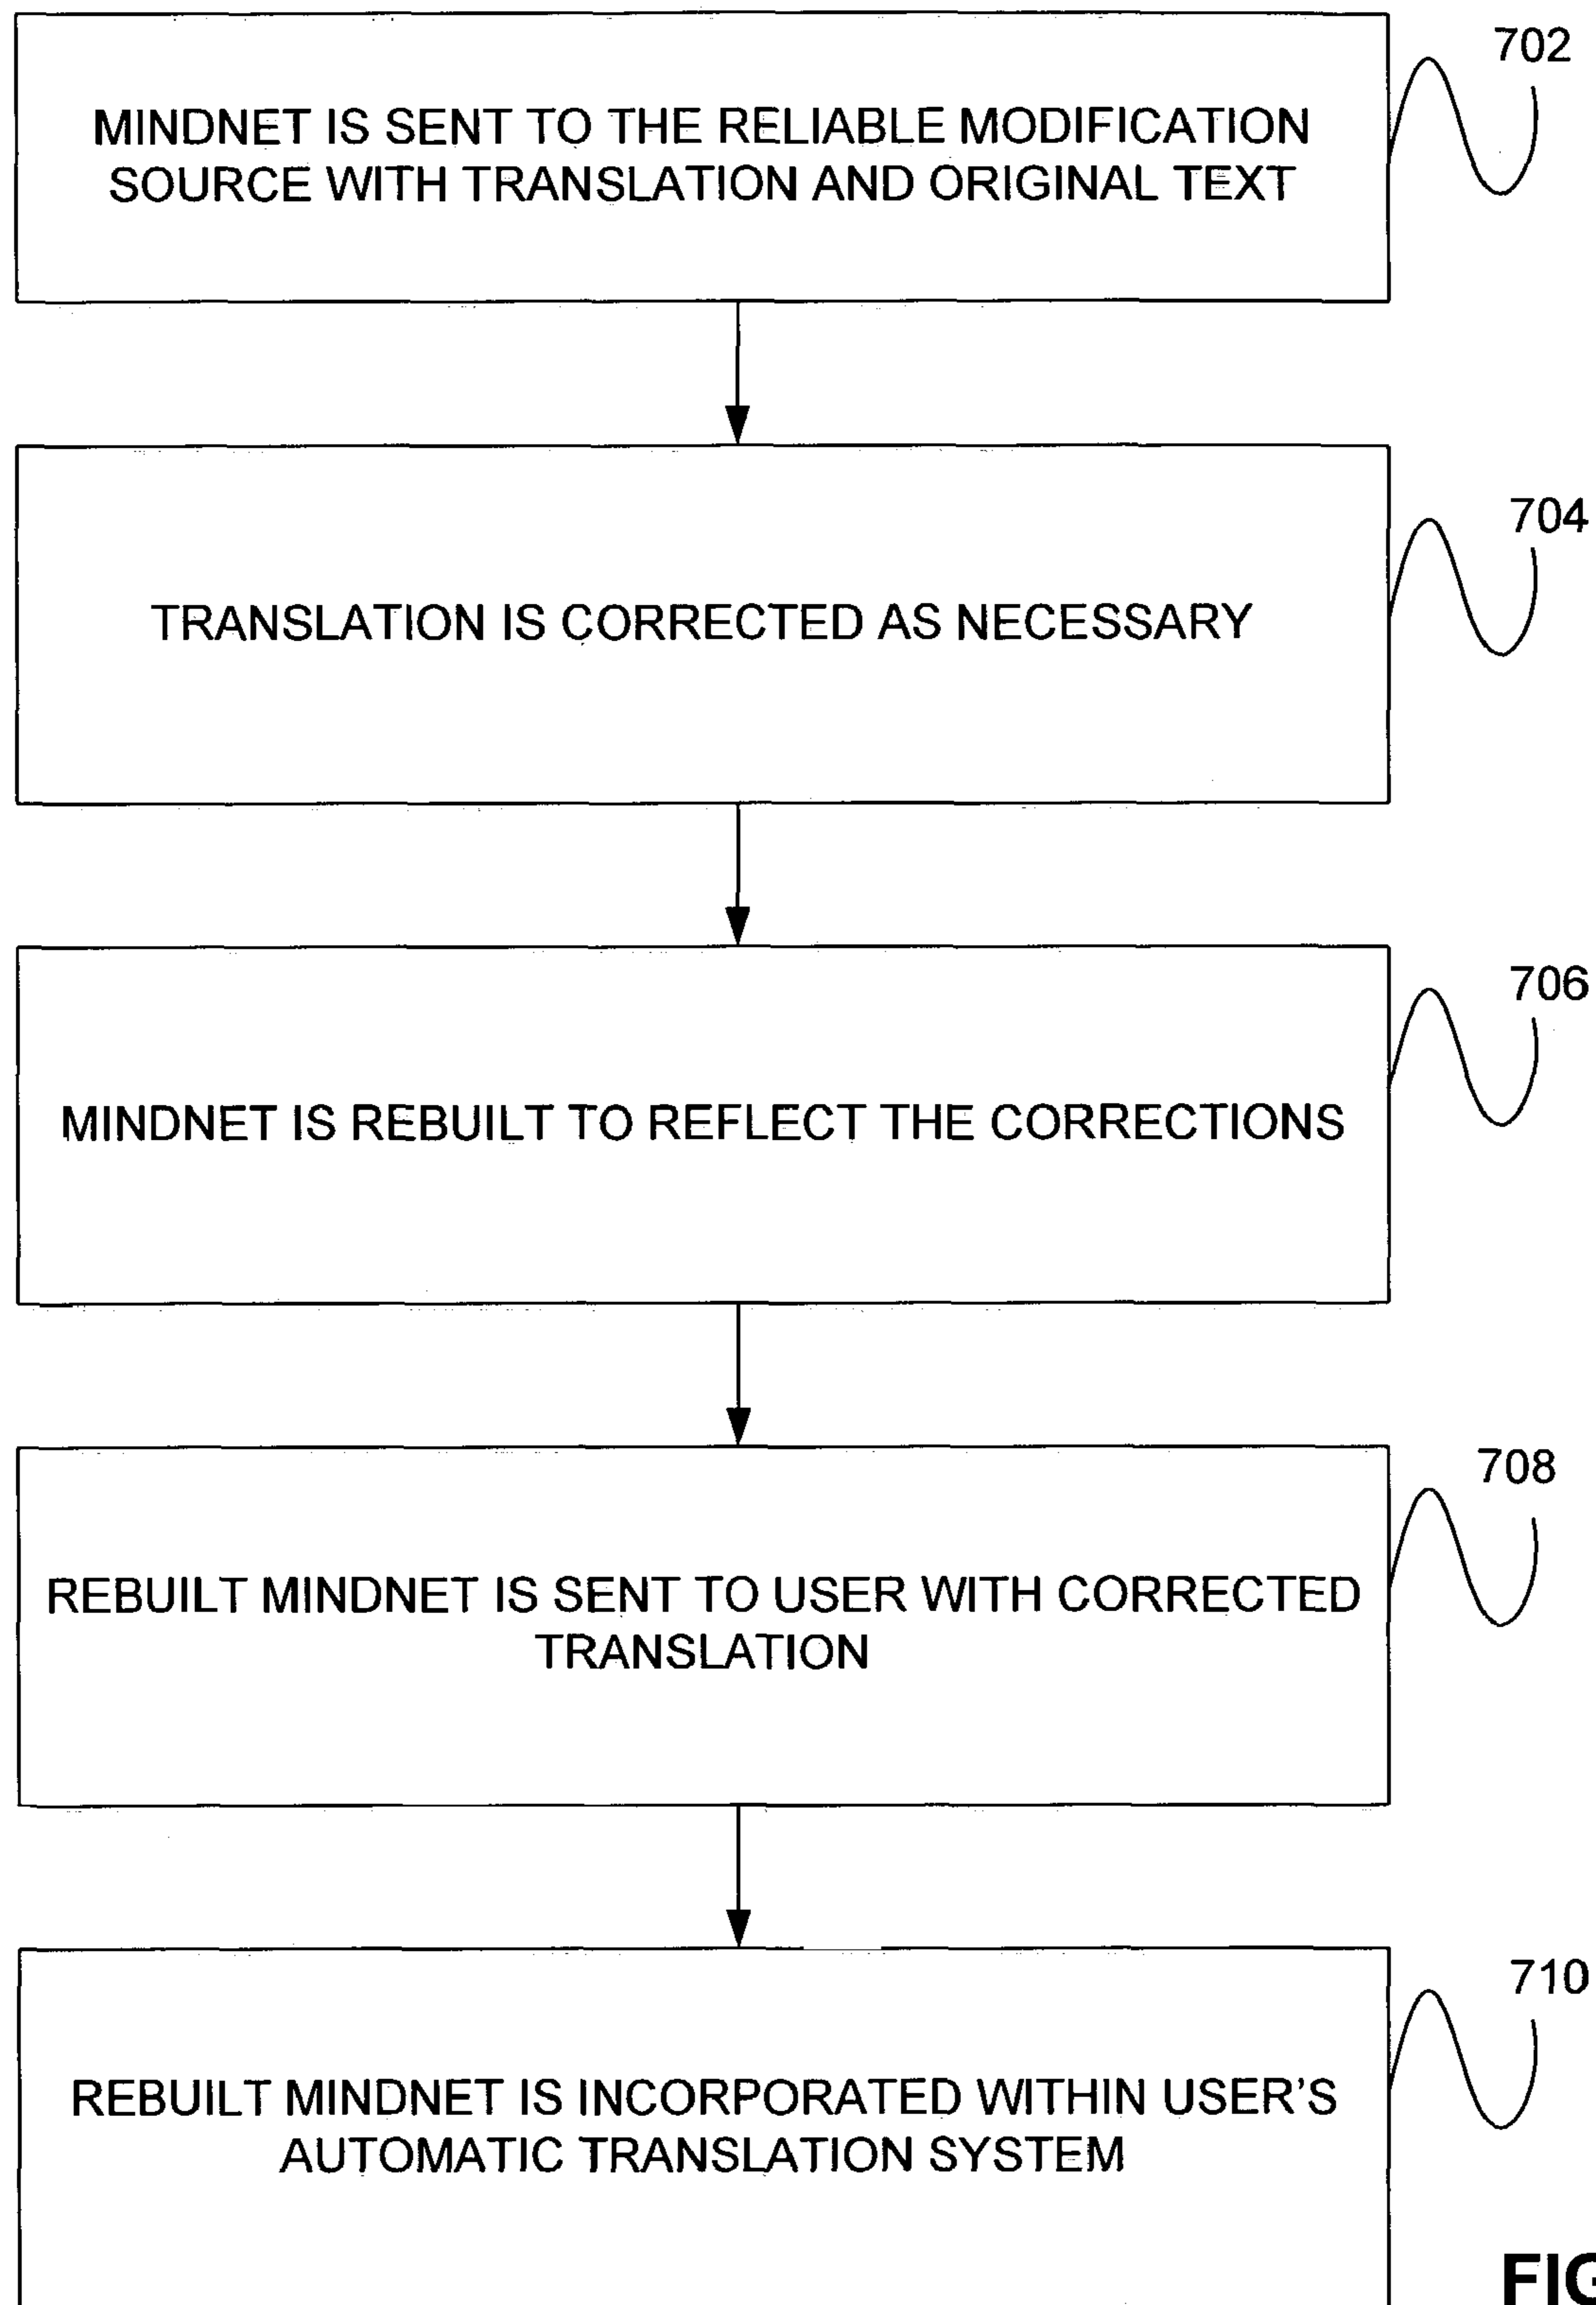 702
MINDNET IS SENT TO THE RELIABLE MODIFICATION
SOURCE WITH TRANSLATION AND ORIGINAL TEXT
704
TRANSLATION IS CORRECTED AS NECESSARY
706
MINDNET IS REBUILT TO REFLECT THE CORRECTIONS
708
REBUILT MINDNET IS SENT TO USER WITH CORRECTED
TRANSLATION
710
REBUILT MINDNET IS INCORPORATED WITHIN USER'S
AUTOMATIC TRANSLATION SYSTEM
FIG